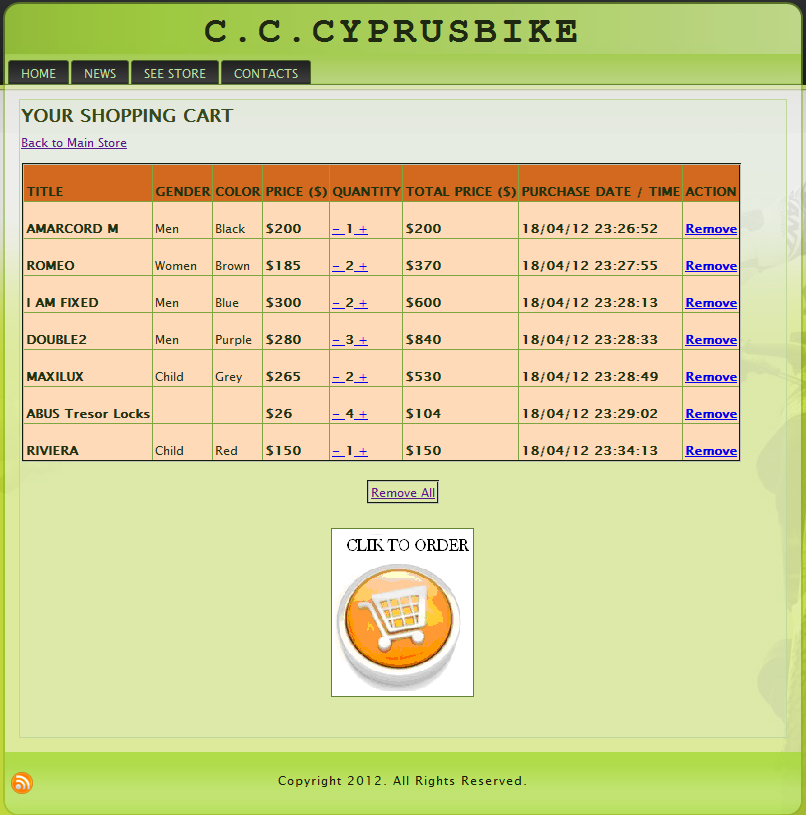 C.C.CYPRUSBIKE
HOME NEWS SEE STORE CONTACTS
YOUR SHOPPING CART
Back to Main Store
TITLE GENDER COLOR PRICE ($) QUANTITY TOTAL PRICE ($) PURCHASE DATE / TIME ACTION
AMARCORD M Men Black $200 - 1 + $200 18/04/12 23:26:52 Remove
ROMEO Women Brown $185 - 2 + $370 18/04/12 23:27:55 Remove
I AM FIXED Men Blue $300 - 2 + $600 18/04/12 23:28:13 Remove
DOUBLE2 Men Purple $280 - 3 + $840 18/04/12 23:28:33 Remove
MAXILUX Child Grey $265 - 2 + $530 18/04/12 23:28:49 Remove
ABUS Tresor Locks $26 - 4 + $104 18/04/12 23:29:02 Remove
RIVIERA Child Red $150 - 1 + $150 18/04/12 23:34:13 Remove
Remove All
CLIK TO ORDER
Copyright 2012. All Rights Reserved.